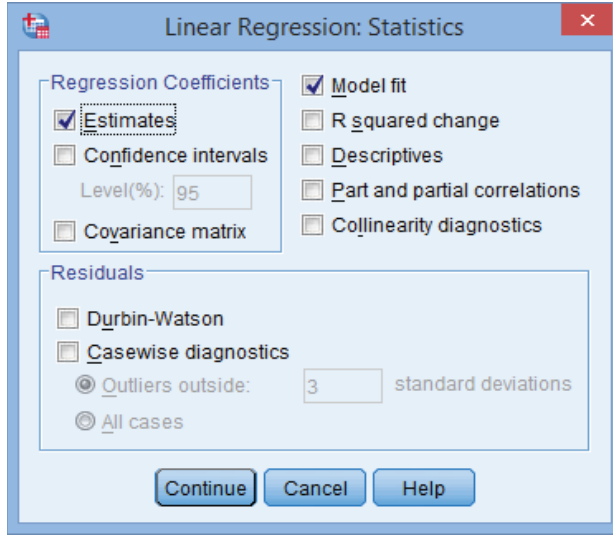 Linear Regression: Statistics
Regression Coefficients
Estimates
Confidence intervals
Level(%): 95
Covariance matrix
Model fit
R squared change
Descriptives
Part and partial correlations
Collinearity diagnostics
Residuals
Durbin-Watson
Casewise diagnostics
Outliers outside: 3 standard deviations
All cases
Continue Cancel Help